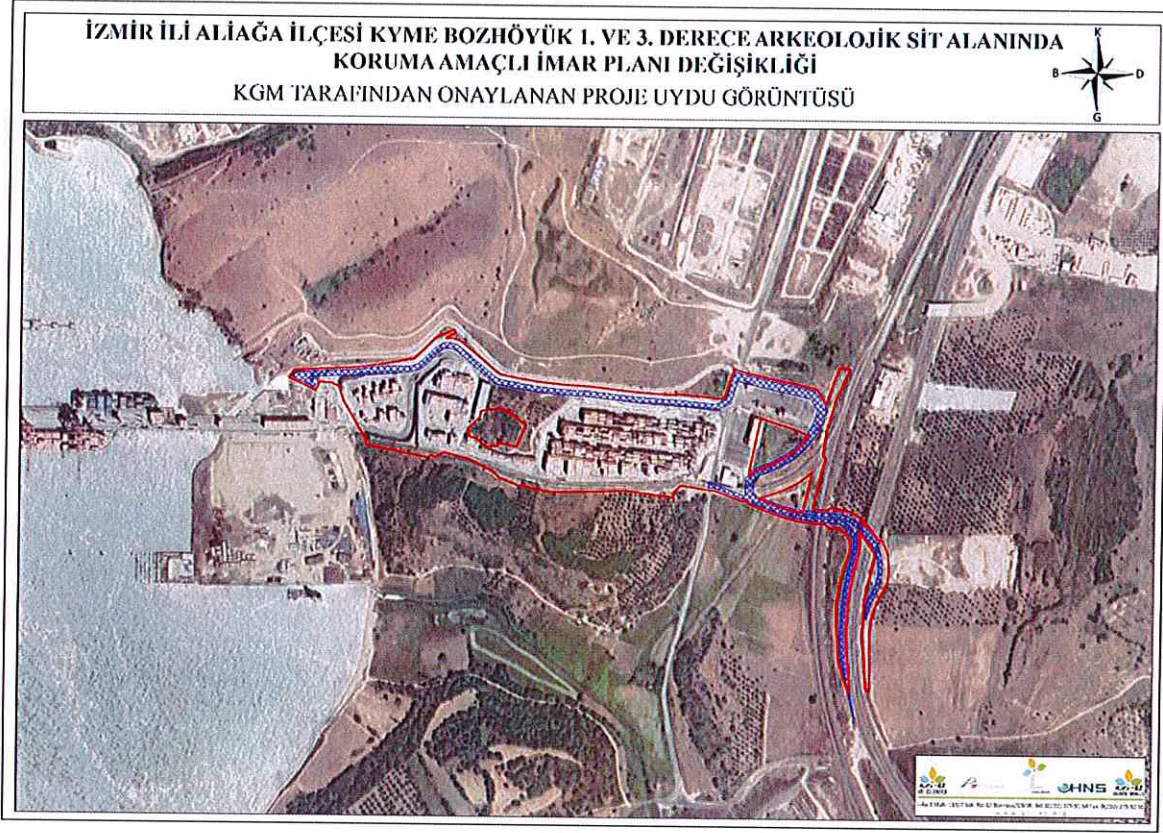 İZMİR İLİ ALİAĞA İLÇESİ KYME BOZHÖYÜK 1. VE 3. DERECE ARKEOLOJİK SİT ALANINDA
KORUMA AMAÇLI İMAR PLANI DEĞİŞİKLİĞİ
KGM TARAFINDAN ONAYLANAN PROJE UYDU GÖRÜNTÜSÜ
K
B D
G
HNS